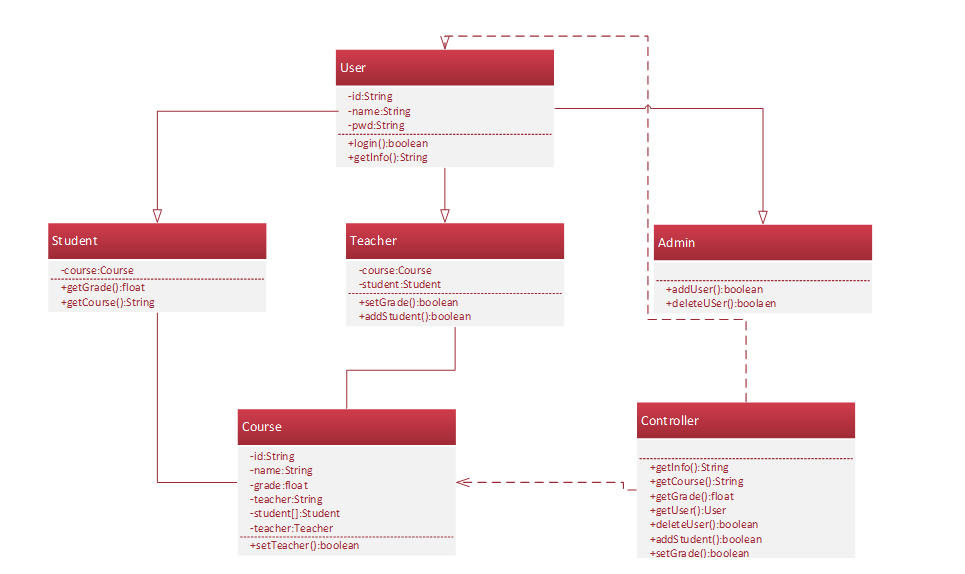 User
-id:String
-name:String
-pwd:String
+login():boolean
+getInfo():String
Student
-course:Course
+getGrade():float
+getCourse():String
Teacher
-course:Course
-student:Student
+setGrade():boolean
+addStudent():boolean
Admin
+addUser():boolean
+deleteUSer():boolaen
Course
-id:String
-name:String
-grade:float
-teacher:String
-student[]:Student
-teacher:Teacher
+setTeacher():boolean
Controller
+getInfo():String
+getCourse():String
+getGrade():float
+getUser():User
+deleteUser():boolean
+addStudent():boolean
+setGrade():boolean